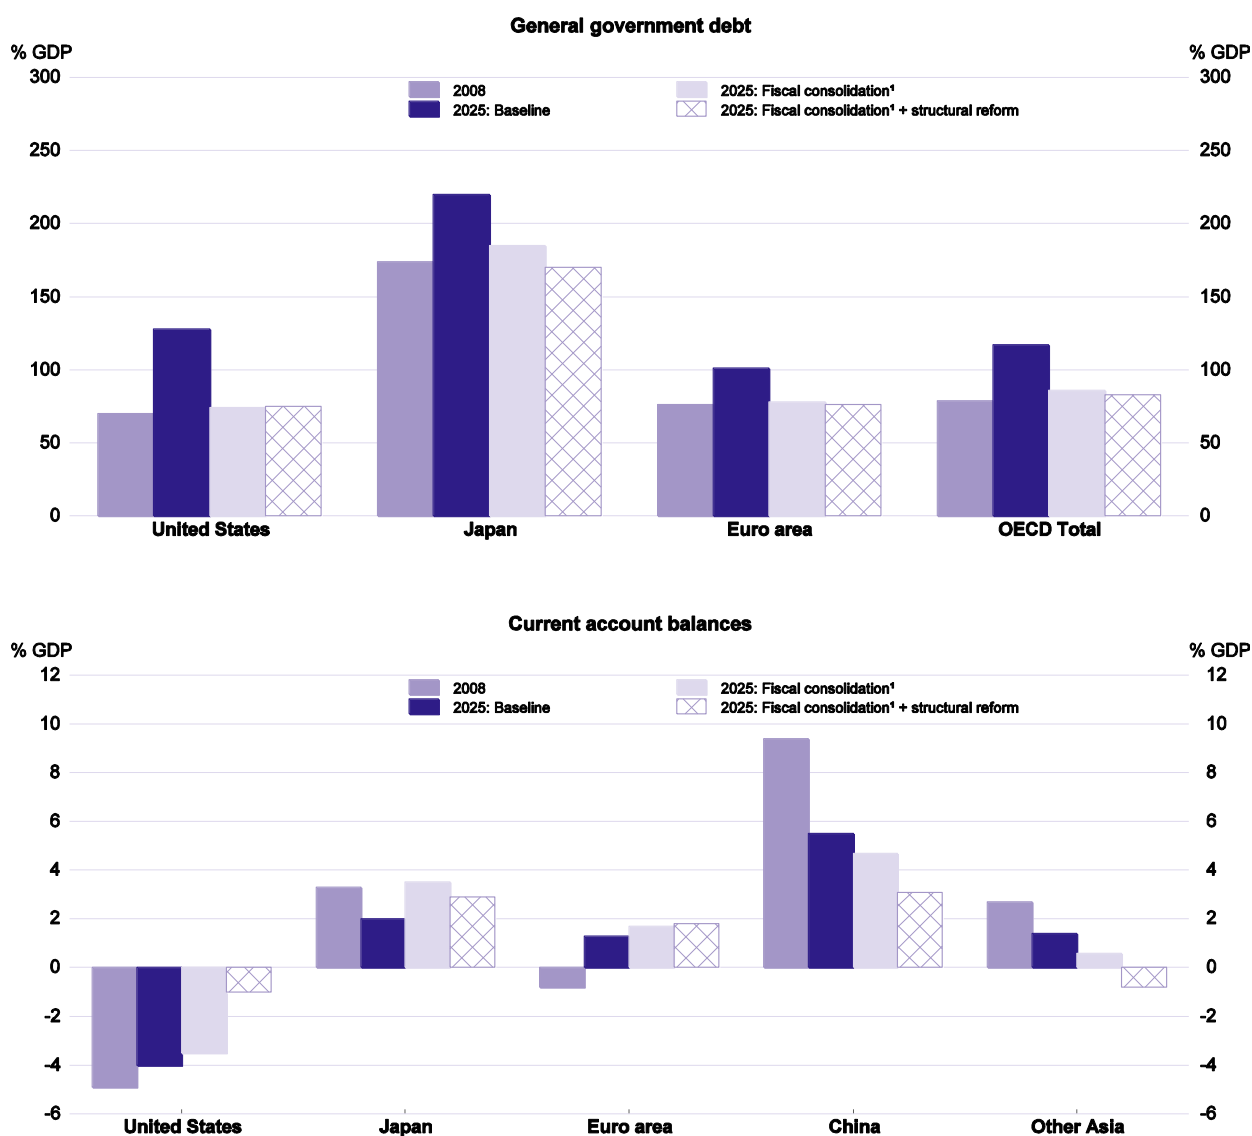 General government debt
% GDP % GDP
300 300
2008 2025: Fiscal consolidation¹
2025: Baseline 2025: Fiscal consolidation¹ + structural reform
250 250
200 200
150 150
100 100
50 50
0 0
United States Japan Euro area OECD Total
Current account balances
% GDP % GDP
12 12
2008 2025: Fiscal consolidation¹
2025: Baseline 2025: Fiscal consolidation¹ + structural reform
10 10
8 8
6 6
4 4
2 2
0 0
-2 -2
-4 -4
-6 -6
United States Japan Euro area China Other Asia